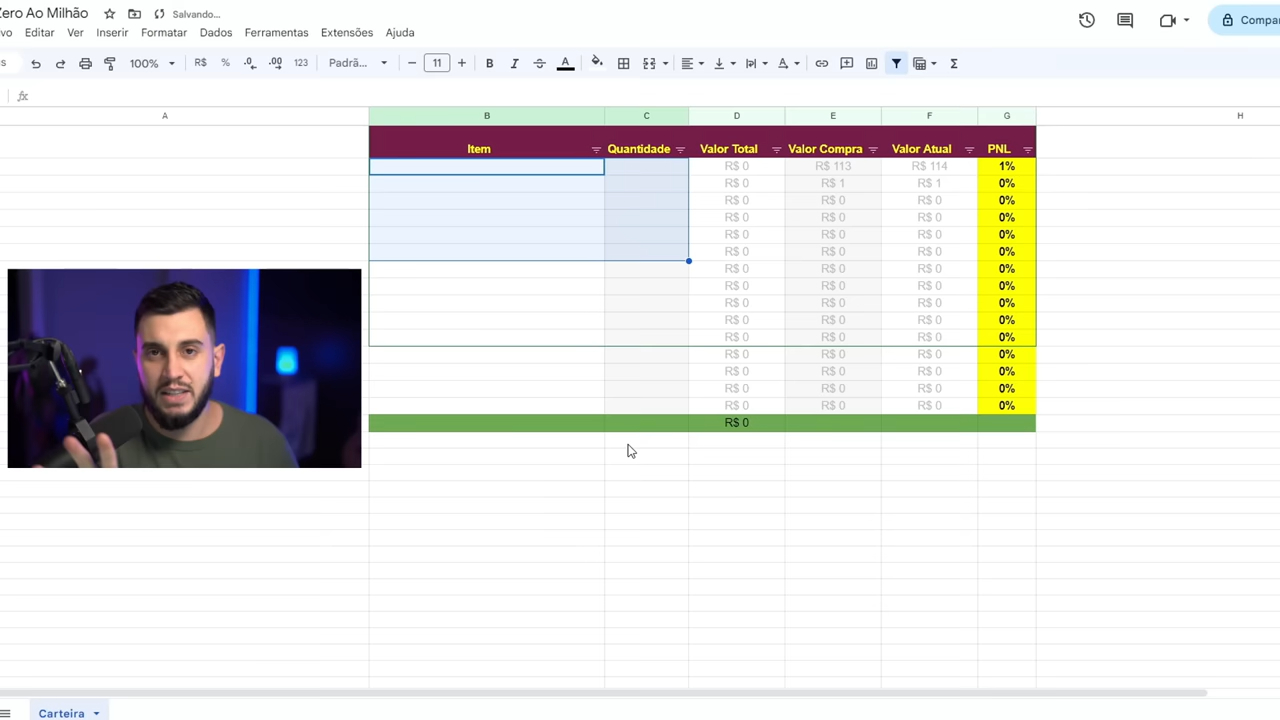 Zero Ao Milhão Salvando...
Editar Ver Inserir Formatar Dados Ferramentas Extensões Ajuda
100% R$ % .0 .00 123 Padrã... 11 B I A
fx
A B C D E F G H
Item Quantidade Valor Total Valor Compra Valor Atual PNL
R$ 0 R$ 113 R$ 114 1%
R$ 0 R$ 1 R$ 1 0%
R$ 0 R$ 0 R$ 0 0%
R$ 0 R$ 0 R$ 0 0%
R$ 0 R$ 0 R$ 0 0%
R$ 0 R$ 0 R$ 0 0%
R$ 0 R$ 0 R$ 0 0%
R$ 0 R$ 0 R$ 0 0%
R$ 0 R$ 0 R$ 0 0%
R$ 0 R$ 0 R$ 0 0%
R$ 0 R$ 0 R$ 0 0%
R$ 0 R$ 0 R$ 0 0%
R$ 0 R$ 0 R$ 0 0%
R$ 0 R$ 0 R$ 0 0%
R$ 0 R$ 0 R$ 0 0%
R$ 0
Carteira